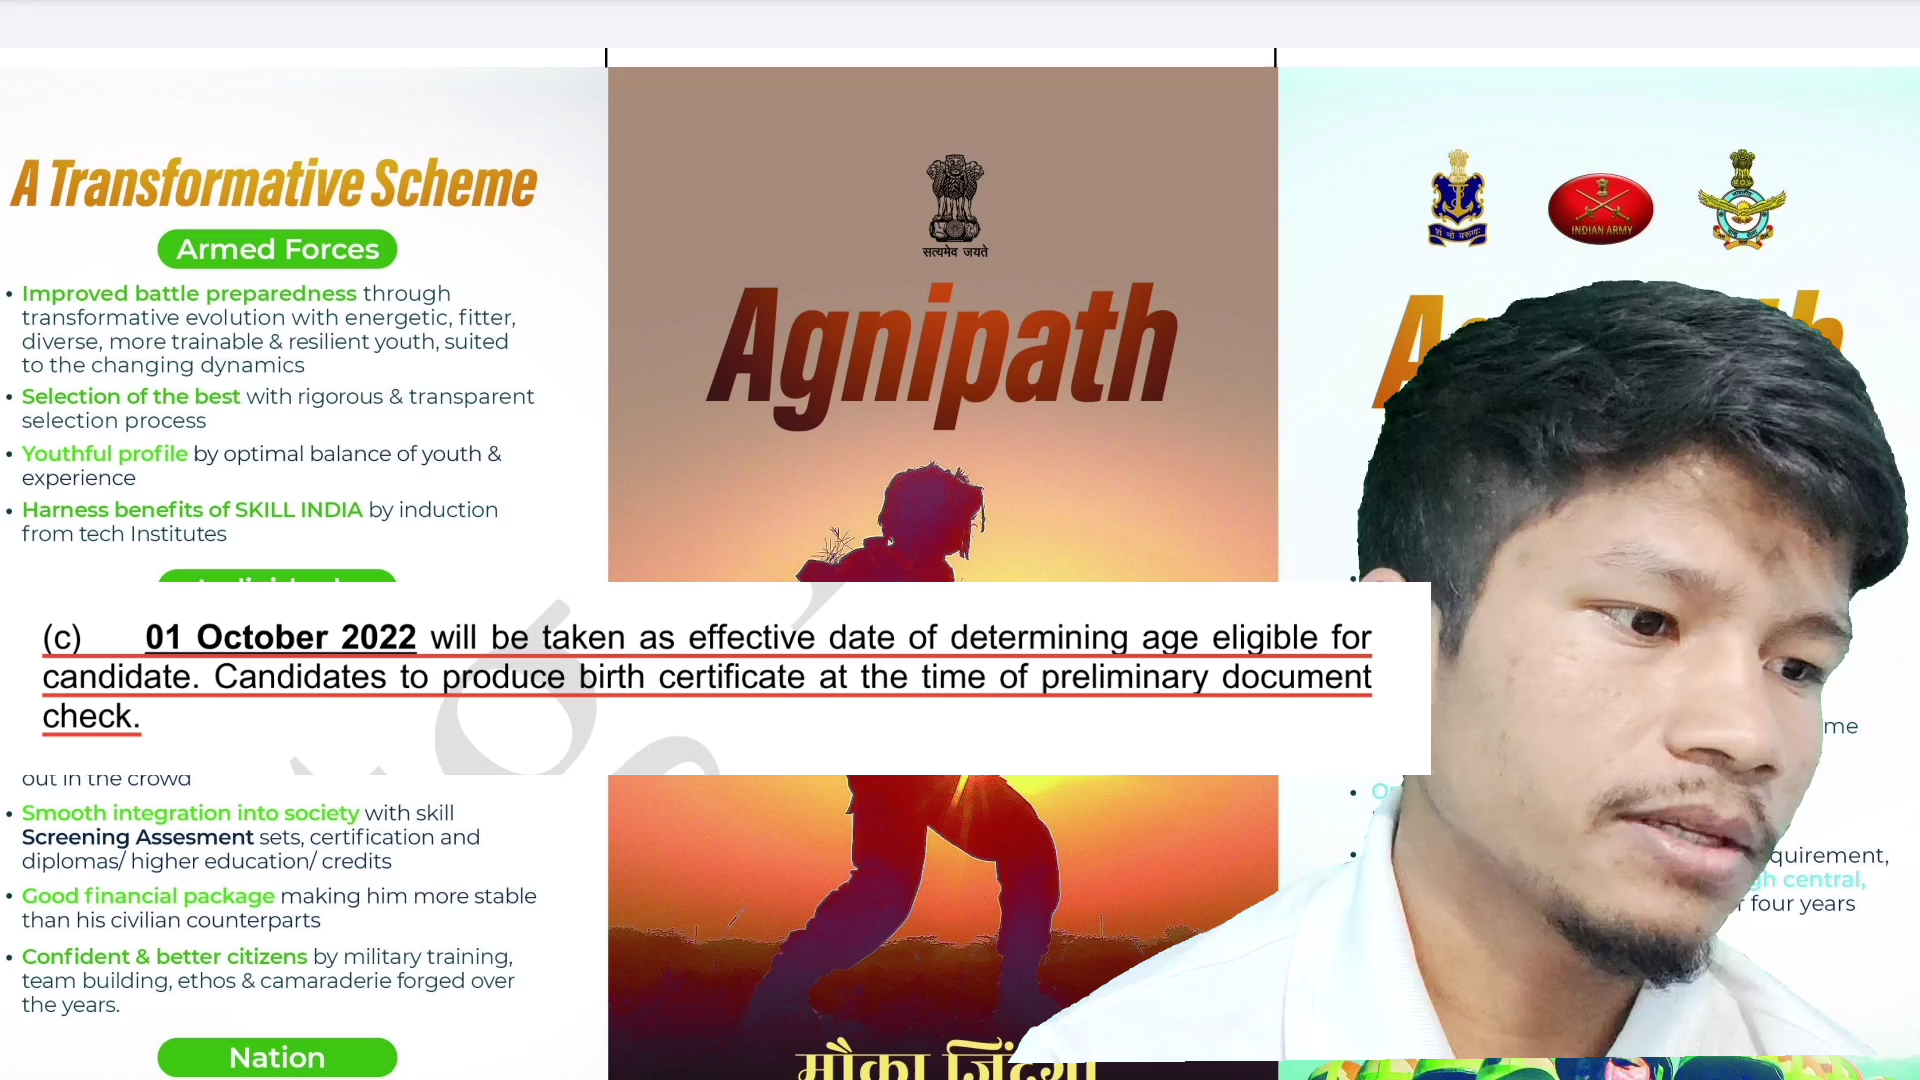 A Transformative Scheme
Armed Forces
• Improved battle preparedness through
transformative evolution with energetic, fitter,
diverse, more trainable & resilient youth, suited
to the changing dynamics
• Selection of the best with rigorous & transparent
selection process
• Youthful profile by optimal balance of youth &
experience
• Harness benefits of SKILL INDIA by induction
from tech Institutes
(c) 01 October 2022 will be taken as effective date of determining age eligible for
candidate. Candidates to produce birth certificate at the time of preliminary document
check.
out in the crowd
• Smooth integration into society with skill
Screening Assesment sets, certification and
diplomas/ higher education/ credits
• Good financial package making him more stable
than his civilian counterparts
• Confident & better citizens by military training,
team building, ethos & camaraderie forged over
the years.
Nation
सत्यमेव जयते
Agnipath
मौका
INDIAN ARMY
quirement,
central,
four years